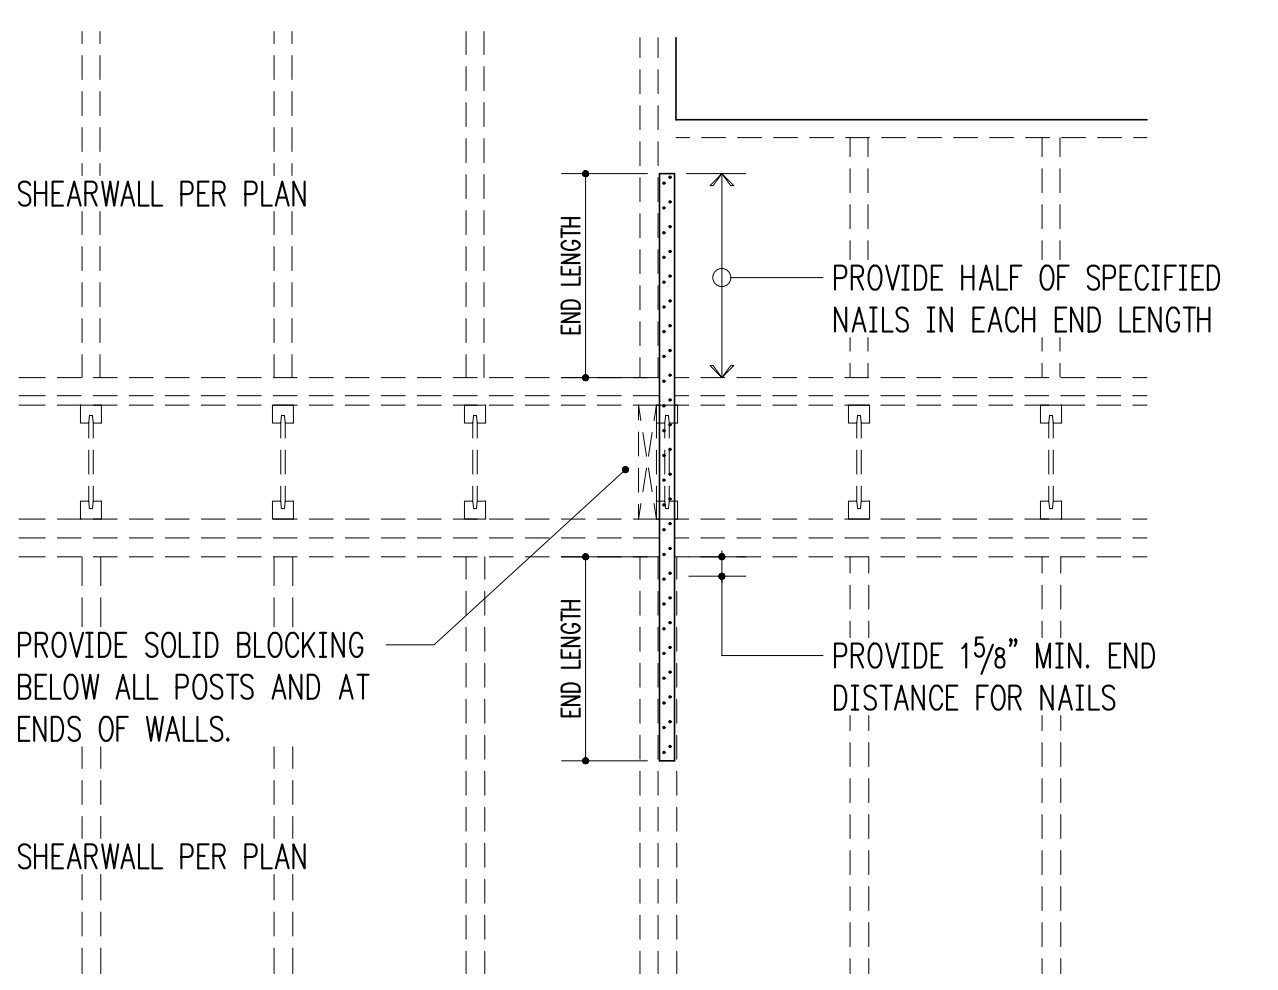 SHEARWALL PER PLAN
END LENGTH
PROVIDE HALF OF SPECIFIED
NAILS IN EACH END LENGTH
PROVIDE SOLID BLOCKING
BELOW ALL POSTS AND AT
ENDS OF WALLS.
END LENGTH
PROVIDE 1 5/8" MIN. END
DISTANCE FOR NAILS
SHEARWALL PER PLAN